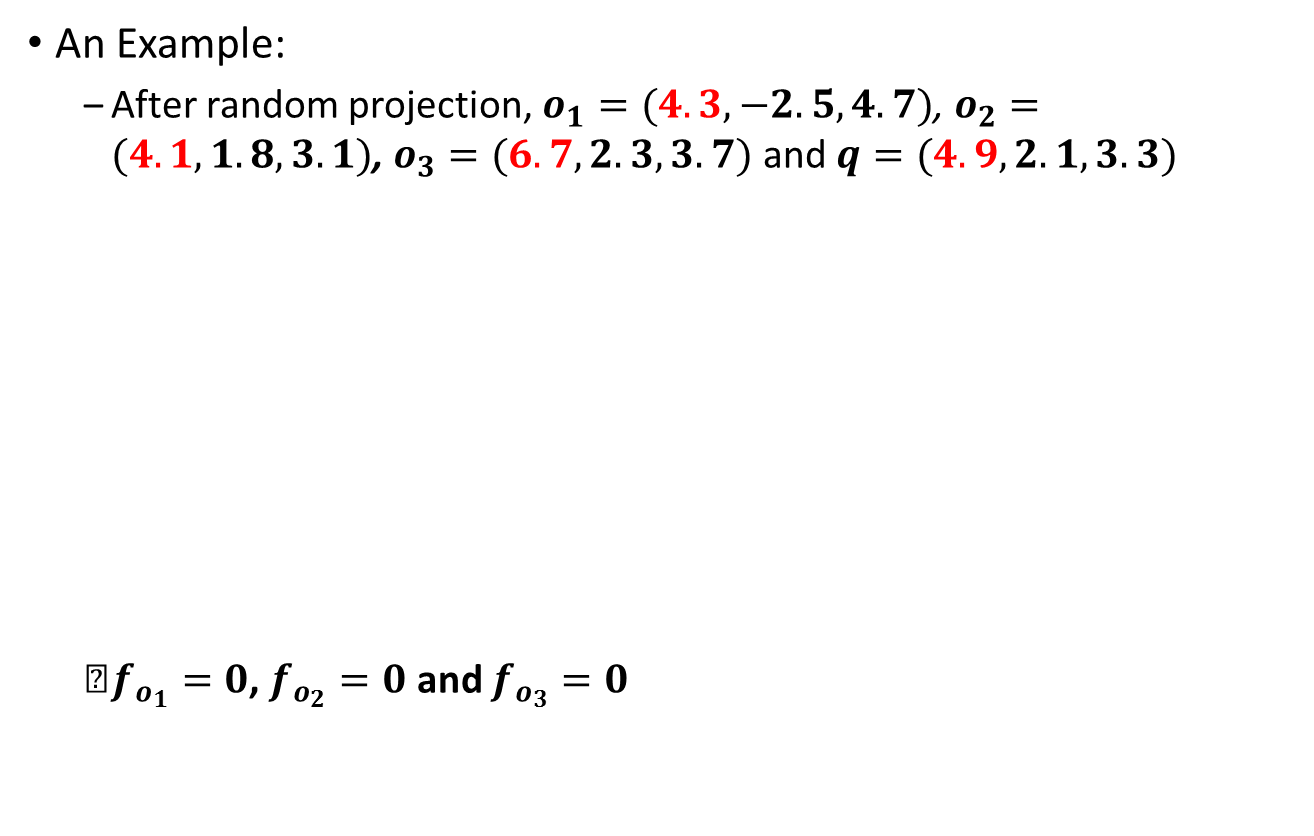 • An Example:
– After random projection, o₁ = (4.3, −2.5, 4.7), o₂ =
(4.1, 1.8, 3.1), o₃ = (6.7, 2.3, 3.7) and q = (4.9, 2.1, 3.3)
⍰f_{o₁} = 0, f_{o₂} = 0 and f_{o₃} = 0